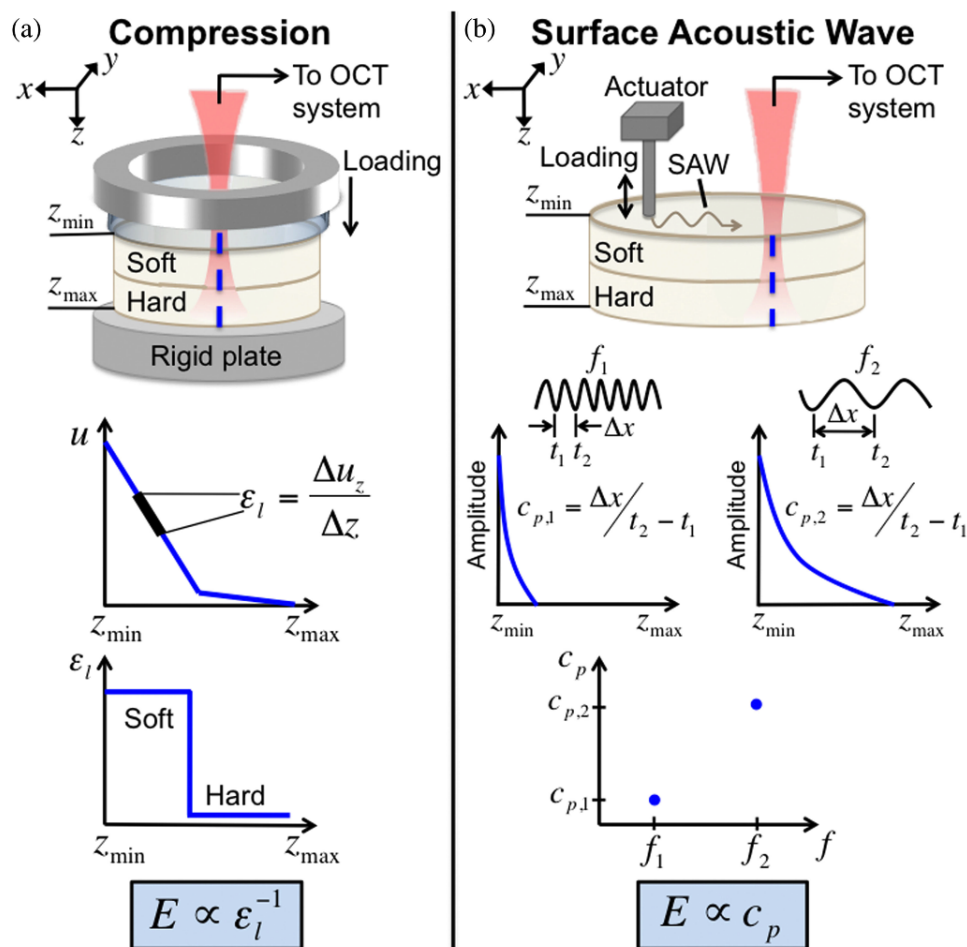 (a) Compression
x y z
To OCT
system
Loading
z_min
Soft
z_max
Hard
Rigid plate
u
ε_l = Δu_z / Δz
z_min z_max
ε_l
Soft
Hard
z_min z_max
E ∝ ε_l^-1
(b) Surface Acoustic Wave
x y z
To OCT
system
Actuator
Loading
SAW
z_min
Soft
z_max
Hard
f_1 f_2
Δx Δx
t_1 t_2 t_1 t_2
Amplitude c_p,1 = Δx / t_2 − t_1
Amplitude c_p,2 = Δx / t_2 − t_1
z_min z_max z_min z_max
c_p
c_p,2
c_p,1
f_1 f_2 f
E ∝ c_p